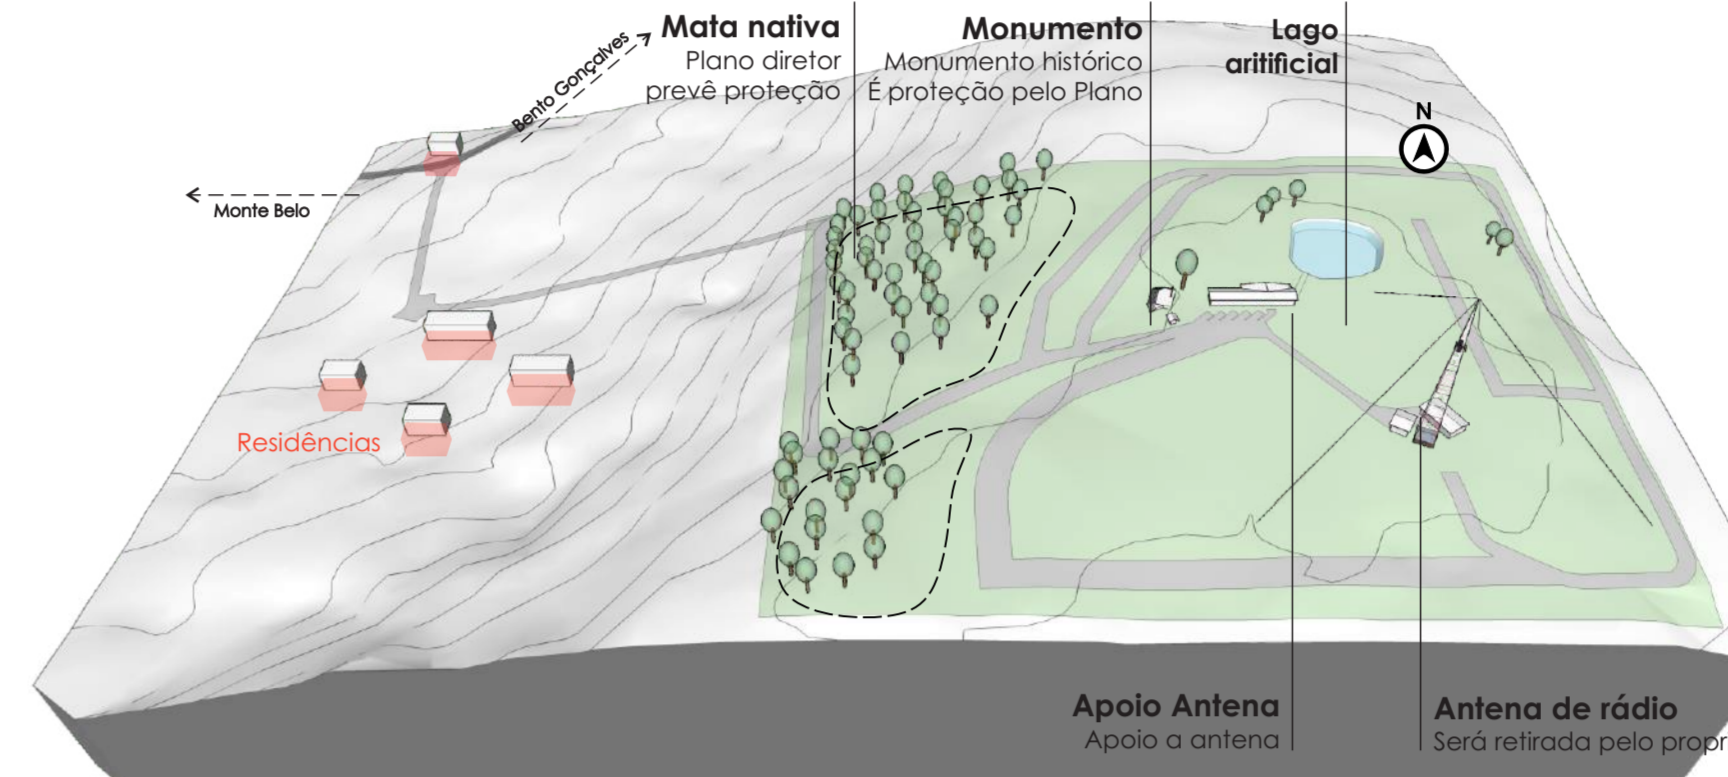 Mata nativa
Plano diretor
prevê proteção
Monumento
Monumento histórico
É proteção pelo Plano
Lago
aritificial
N
Bento Gonçalves
Monte Belo
Residências
Apoio Antena
Apoio a antena
Antena de rádio
Será retirada pelo propr